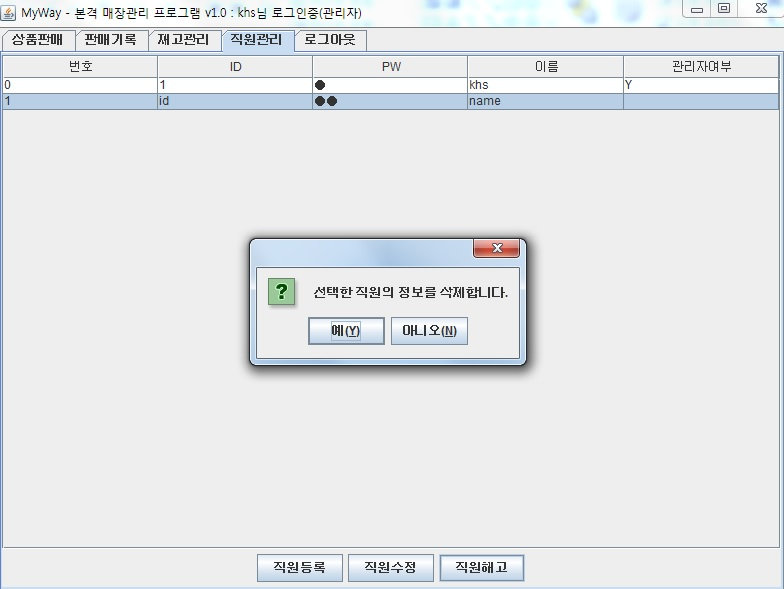 MyWay - 본격 매장관리 프로그램 v1.0 : khs님 로그인중(관리자)
상품판매 판매기록 재고관리 직원관리 로그아웃
번호 ID PW 이름 관리자여부
0 1 ● khs Y
1 id ●● name
?
선택한 직원의 정보를 삭제합니다.
예(Y) 아니오(N)
직원등록 직원수정 직원해고